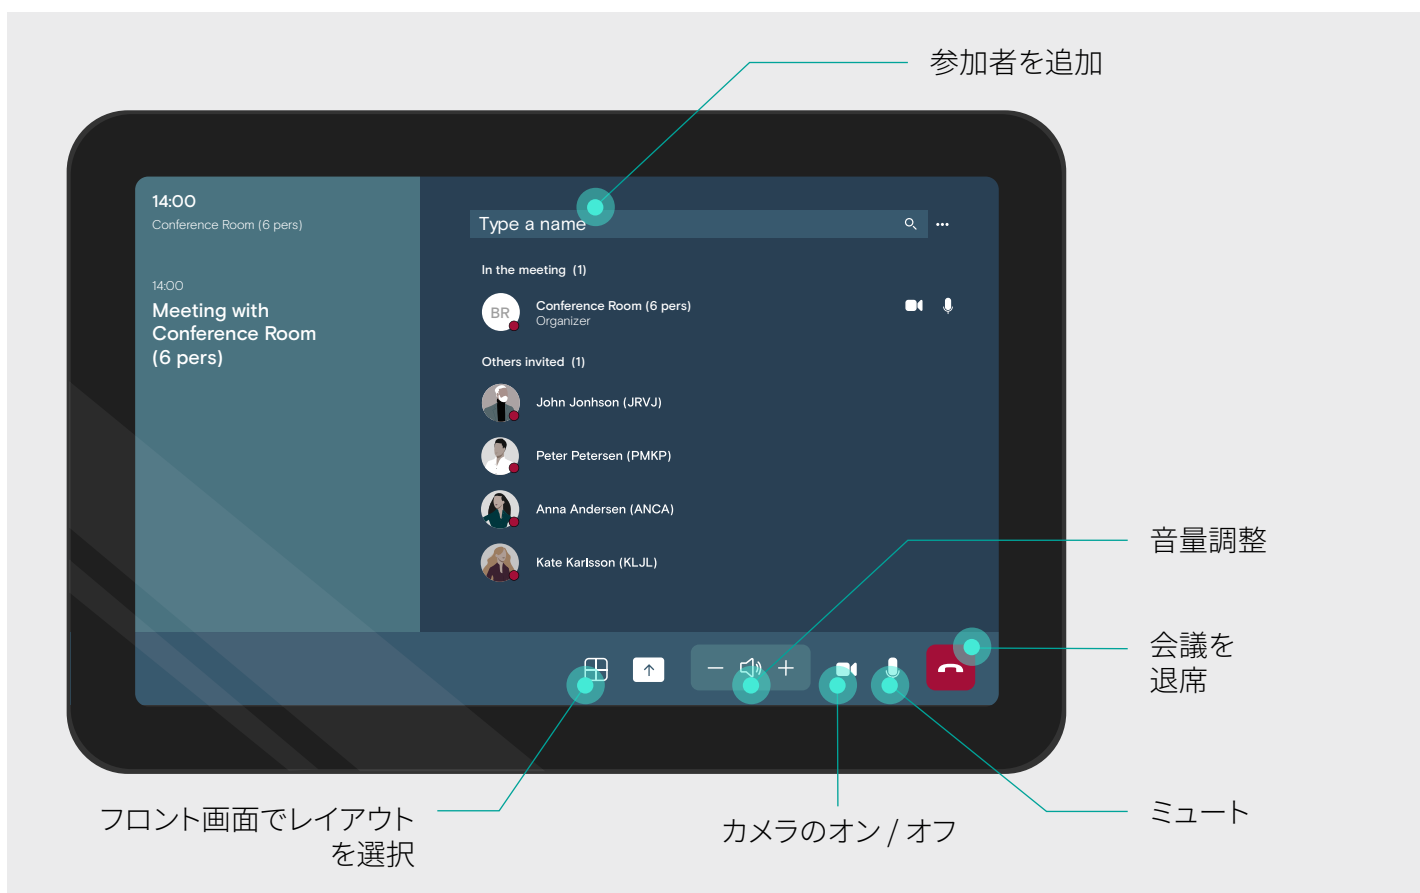 参加者を追加
14:00
Conference Room (6 pers)
14:00
Meeting with
Conference Room
(6 pers)
Type a name
In the meeting (1)
BR
Conference Room (6 pers)
Organizer
Others invited (1)
John Jonhson (JRVJ)
Peter Petersen (PMKP)
Anna Andersen (ANCA)
Kate Karlsson (KLJL)
音量調整
会議を
退席
ミュート
カメラのオン / オフ
フロント画面でレイアウト
を選択